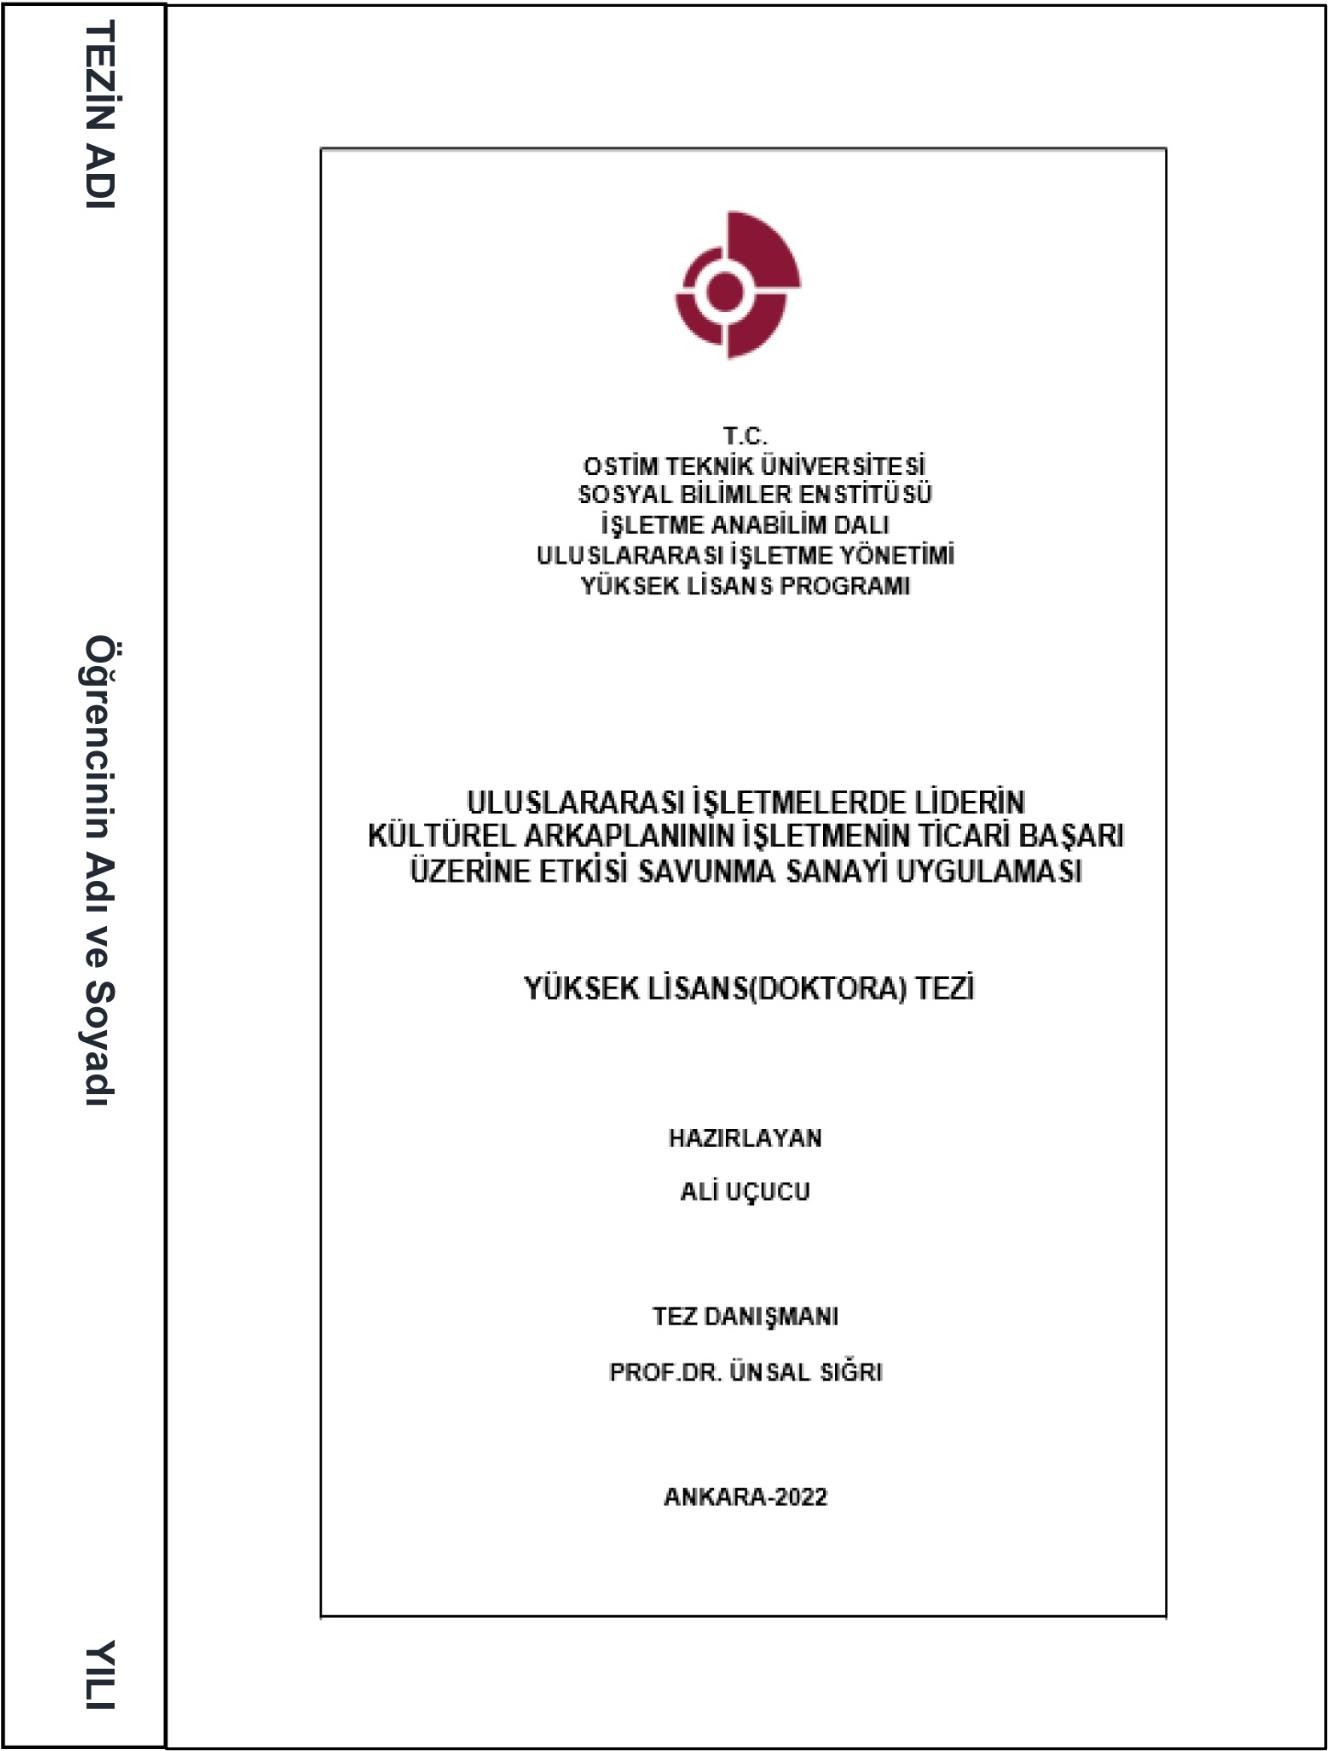 TEZİN ADI
Öğrencinin Adı ve Soyadı
YILI
T.C.
OSTİM TEKNİK ÜNİVERSİTESİ
SOSYAL BİLİMLER ENSTİTÜSÜ
İŞLETME ANABİLİM DALI
ULUSLARARASI İŞLETME YÖNETİMİ
YÜKSEK LİSANS PROGRAMI
ULUSLARARASI İŞLETMELERDE LİDERİN
KÜLTÜREL ARKAPLANININ İŞLETMENİN TİCARİ BAŞARI
ÜZERİNE ETKİSİ SAVUNMA SANAYİ UYGULAMASI
YÜKSEK LİSANS(DOKTORA) TEZİ
HAZIRLAYAN
ALİ UÇUCU
TEZ DANIŞMANI
PROF.DR. ÜNSAL SIĞRI
ANKARA-2022